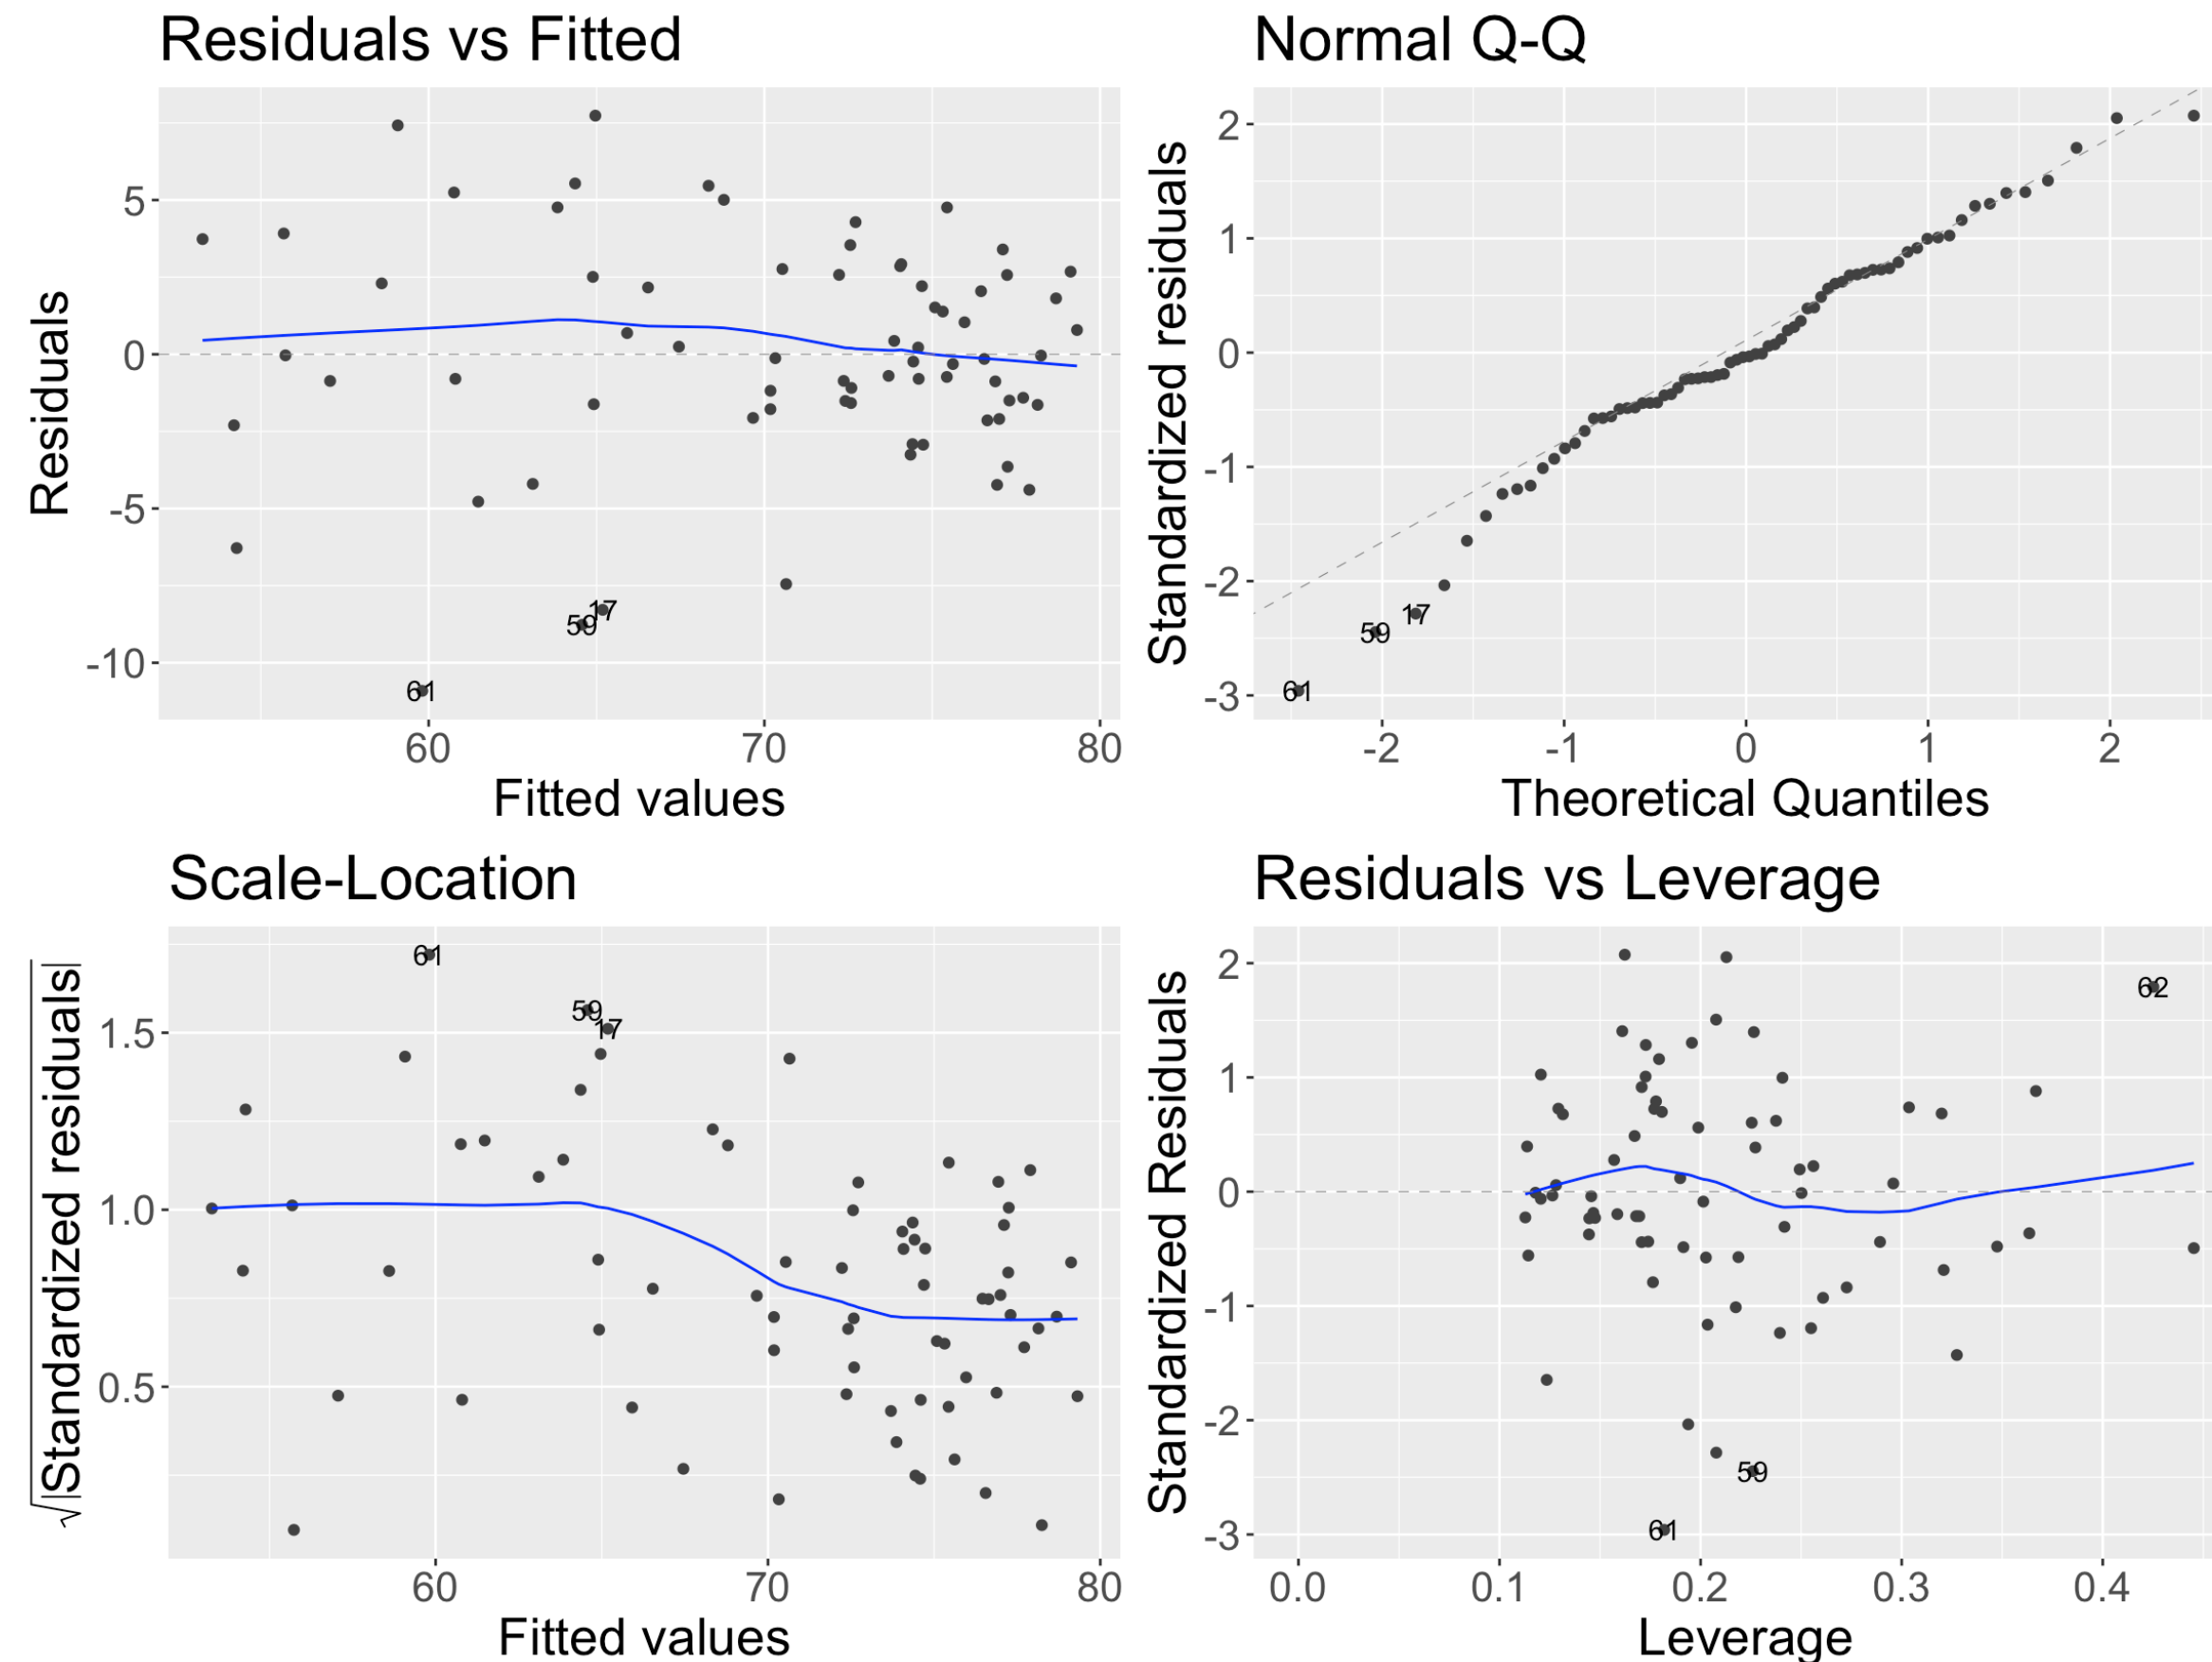 Residuals vs Fitted
Residuals
5
0
-5
-10
17
59
61
60 70 80
Fitted values
Normal Q-Q
Standardized residuals
2
1
0
-1
-2
-3
17
59
61
-2 -1 0 1 2
Theoretical Quantiles
Scale-Location
√|Standardized residuals|
1.5
1.0
0.5
61
59
17
60 70 80
Fitted values
Residuals vs Leverage
Standardized Residuals
2
1
0
-1
-2
-3
62
59
61
0.0 0.1 0.2 0.3 0.4
Leverage